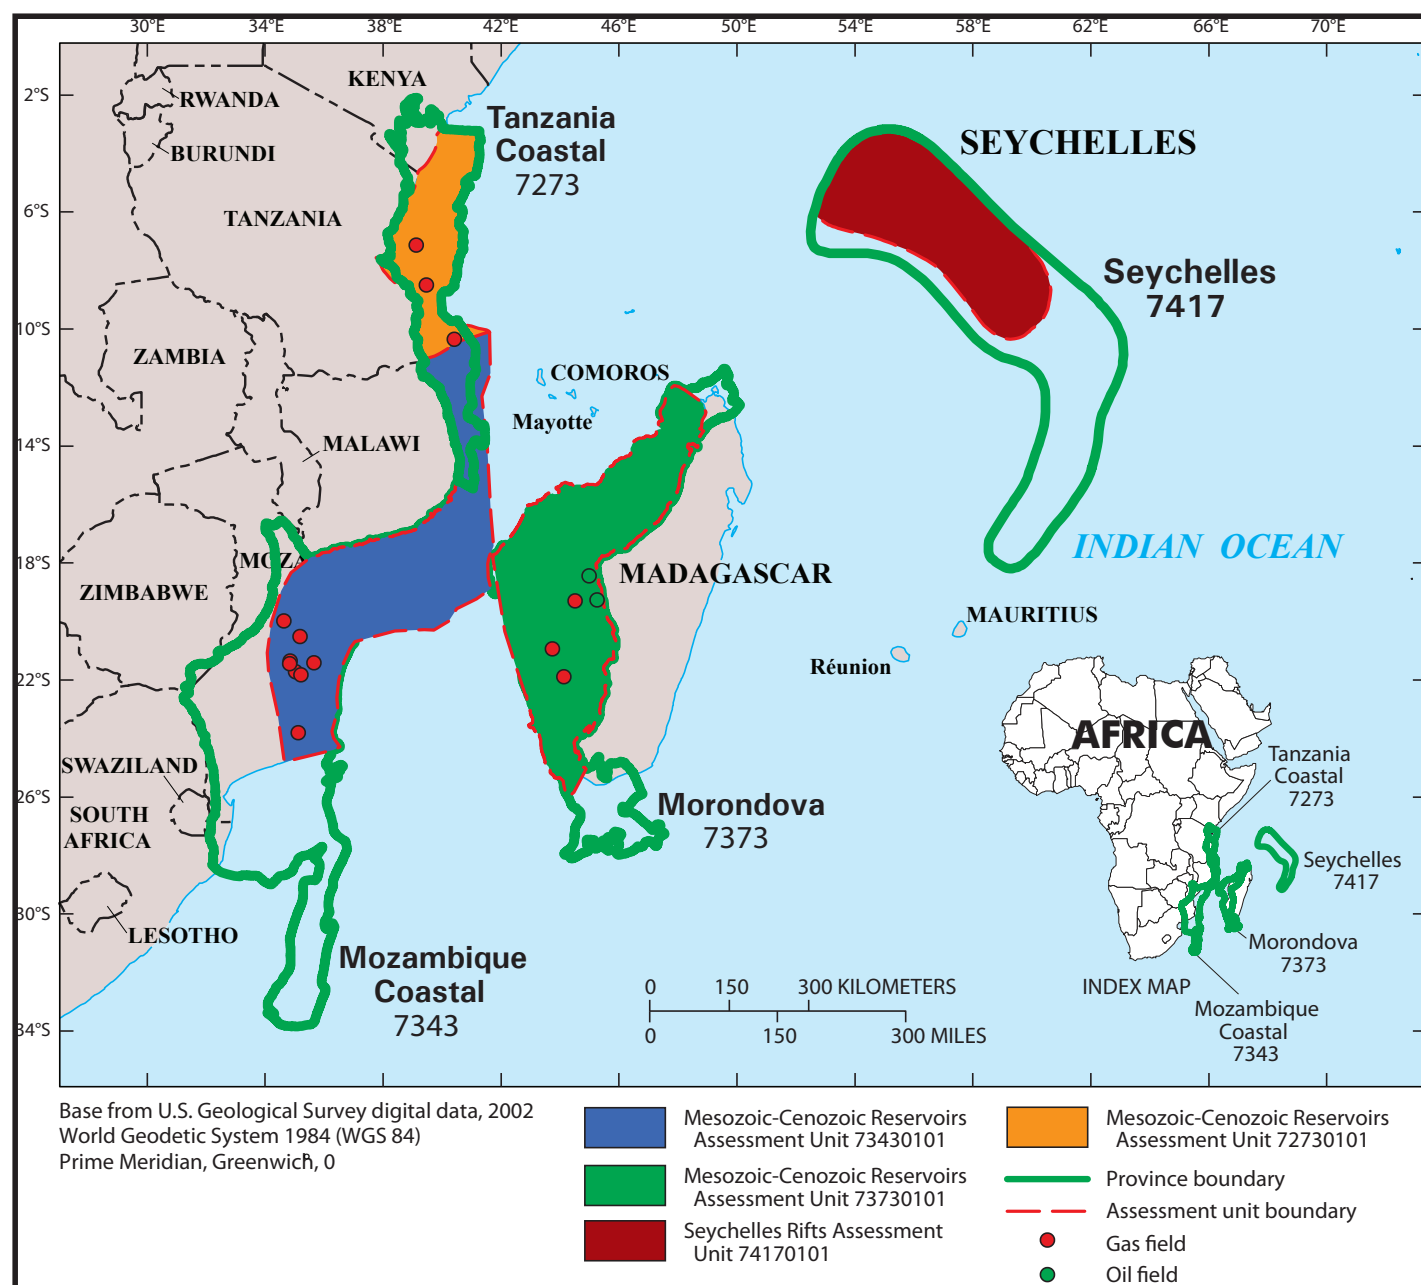 30°E 34°E 38°E 42°E 46°E 50°E 54°E 58°E 62°E 66°E 70°E
2°S
6°S
10°S
14°S
18°S
22°S
26°S
30°S
34°S
KENYA
RWANDA
BURUNDI
TANZANIA
Tanzania
Coastal
7273
SEYCHELLES
Seychelles
7417
ZAMBIA
COMOROS
Mayotte
MALAWI
INDIAN OCEAN
MOZA
MADAGASCAR
ZIMBABWE
MAURITIUS
Réunion
SWAZILAND
SOUTH
AFRICA
Morondova
7373
LESOTHO
Mozambique
Coastal
7343
0 150 300 KILOMETERS
0 150 300 MILES
AFRICA
Tanzania
Coastal
7273
Seychelles
7417
Morondova
7373
INDEX MAP
Mozambique
Coastal
7343
Base from U.S. Geological Survey digital data, 2002
World Geodetic System 1984 (WGS 84)
Prime Meridian, Greenwich, 0
Mesozoic-Cenozoic Reservoirs
Assessment Unit 73430101
Mesozoic-Cenozoic Reservoirs
Assessment Unit 73730101
Seychelles Rifts Assessment
Unit 74170101
Mesozoic-Cenozoic Reservoirs
Assessment Unit 72730101
Province boundary
Assessment unit boundary
Gas field
Oil field